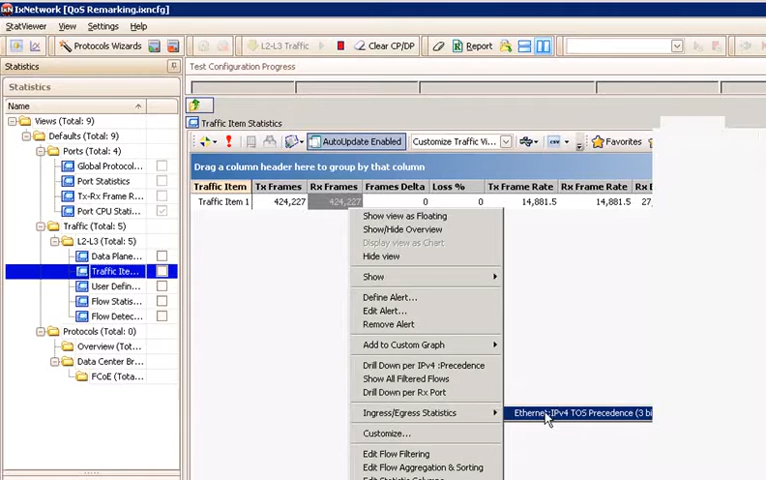 IxNetwork [QoS Remarking.ixncfg]
StatViewer View Settings Help
Protocols Wizards L2-L3 Traffic Clear CP/DP Report
Statistics Test Configuration Progress
Statistics
Name
Views (Total: 9)
Defaults (Total: 9)
Ports (Total: 4)
Global Protocol...
Port Statistics
Tx-Rx Frame R...
Port CPU Stati...
Traffic (Total: 5)
L2-L3 (Total: 5)
Data Plane...
Traffic Ite...
User Defin...
Flow Statis...
Flow Detec...
Protocols (Total: 0)
Overview (Tot...
Data Center Br...
FCoE (Tota...
Traffic Item Statistics
AutoUpdate Enabled Customize Traffic Vi... Favorites
Drag a column header here to group by that column
Traffic Item Tx Frames Rx Frames Frames Delta Loss % Tx Frame Rate Rx Frame Rate
Traffic Item 1 424,227 424,227 0 0 14,881.5 14,881.5 27,
Show view as Floating
Show/Hide Overview
Display view as Chart
Hide view
Show
Define Alert...
Edit Alert...
Remove Alert
Add to Custom Graph
Drill Down per IPv4 :Precedence
Show All Filtered Flows
Drill Down per Rx Port
Ingress/Egress Statistics
Ethernet:IPv4 TOS Precedence (3 bi
Customize...
Edit Flow Filtering
Edit Flow Aggregation & Sorting